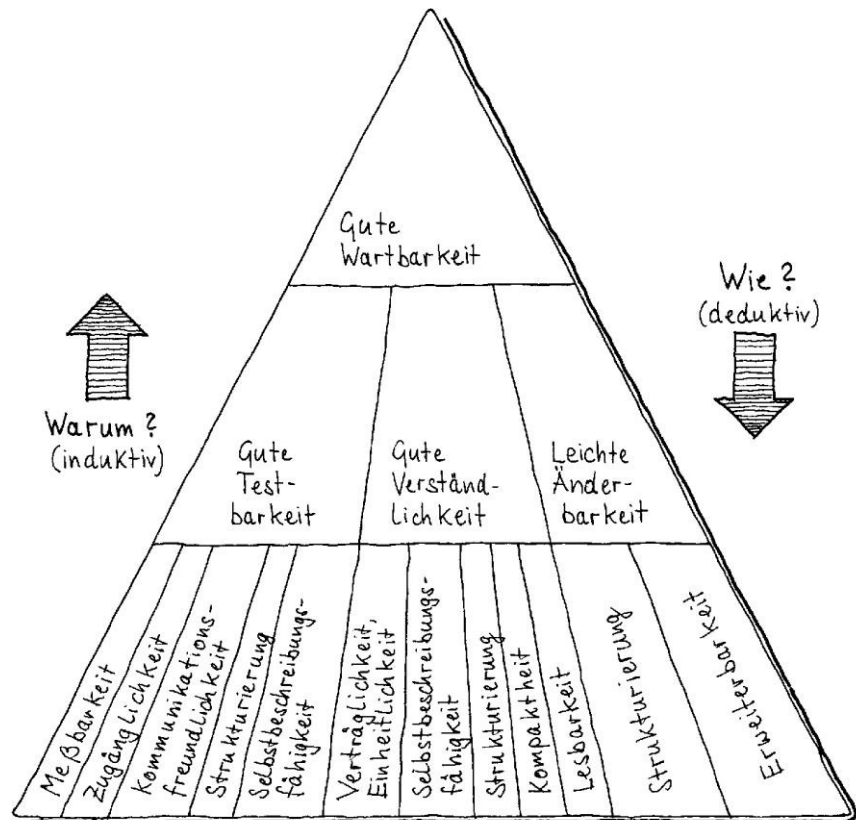 Gute
Wartbarkeit
Wie?
(deduktiv)
Warum?
(induktiv)
Gute
Test-
barkeit
Gute
Verständ-
lichkeit
Leichte
Änder-
barkeit
Meßbarkeit
Zugänglichkeit
Kommunikations-
freundlichkeit
Strukturierung
Selbstbeschreibungs-
fähigkeit
Verträglichkeit,
Einheitlichkeit
Selbstbeschreibungs-
fähigkeit
Strukturierung
Kompaktheit
Lesbarkeit
Strukturierung
Erweiterbarkeit